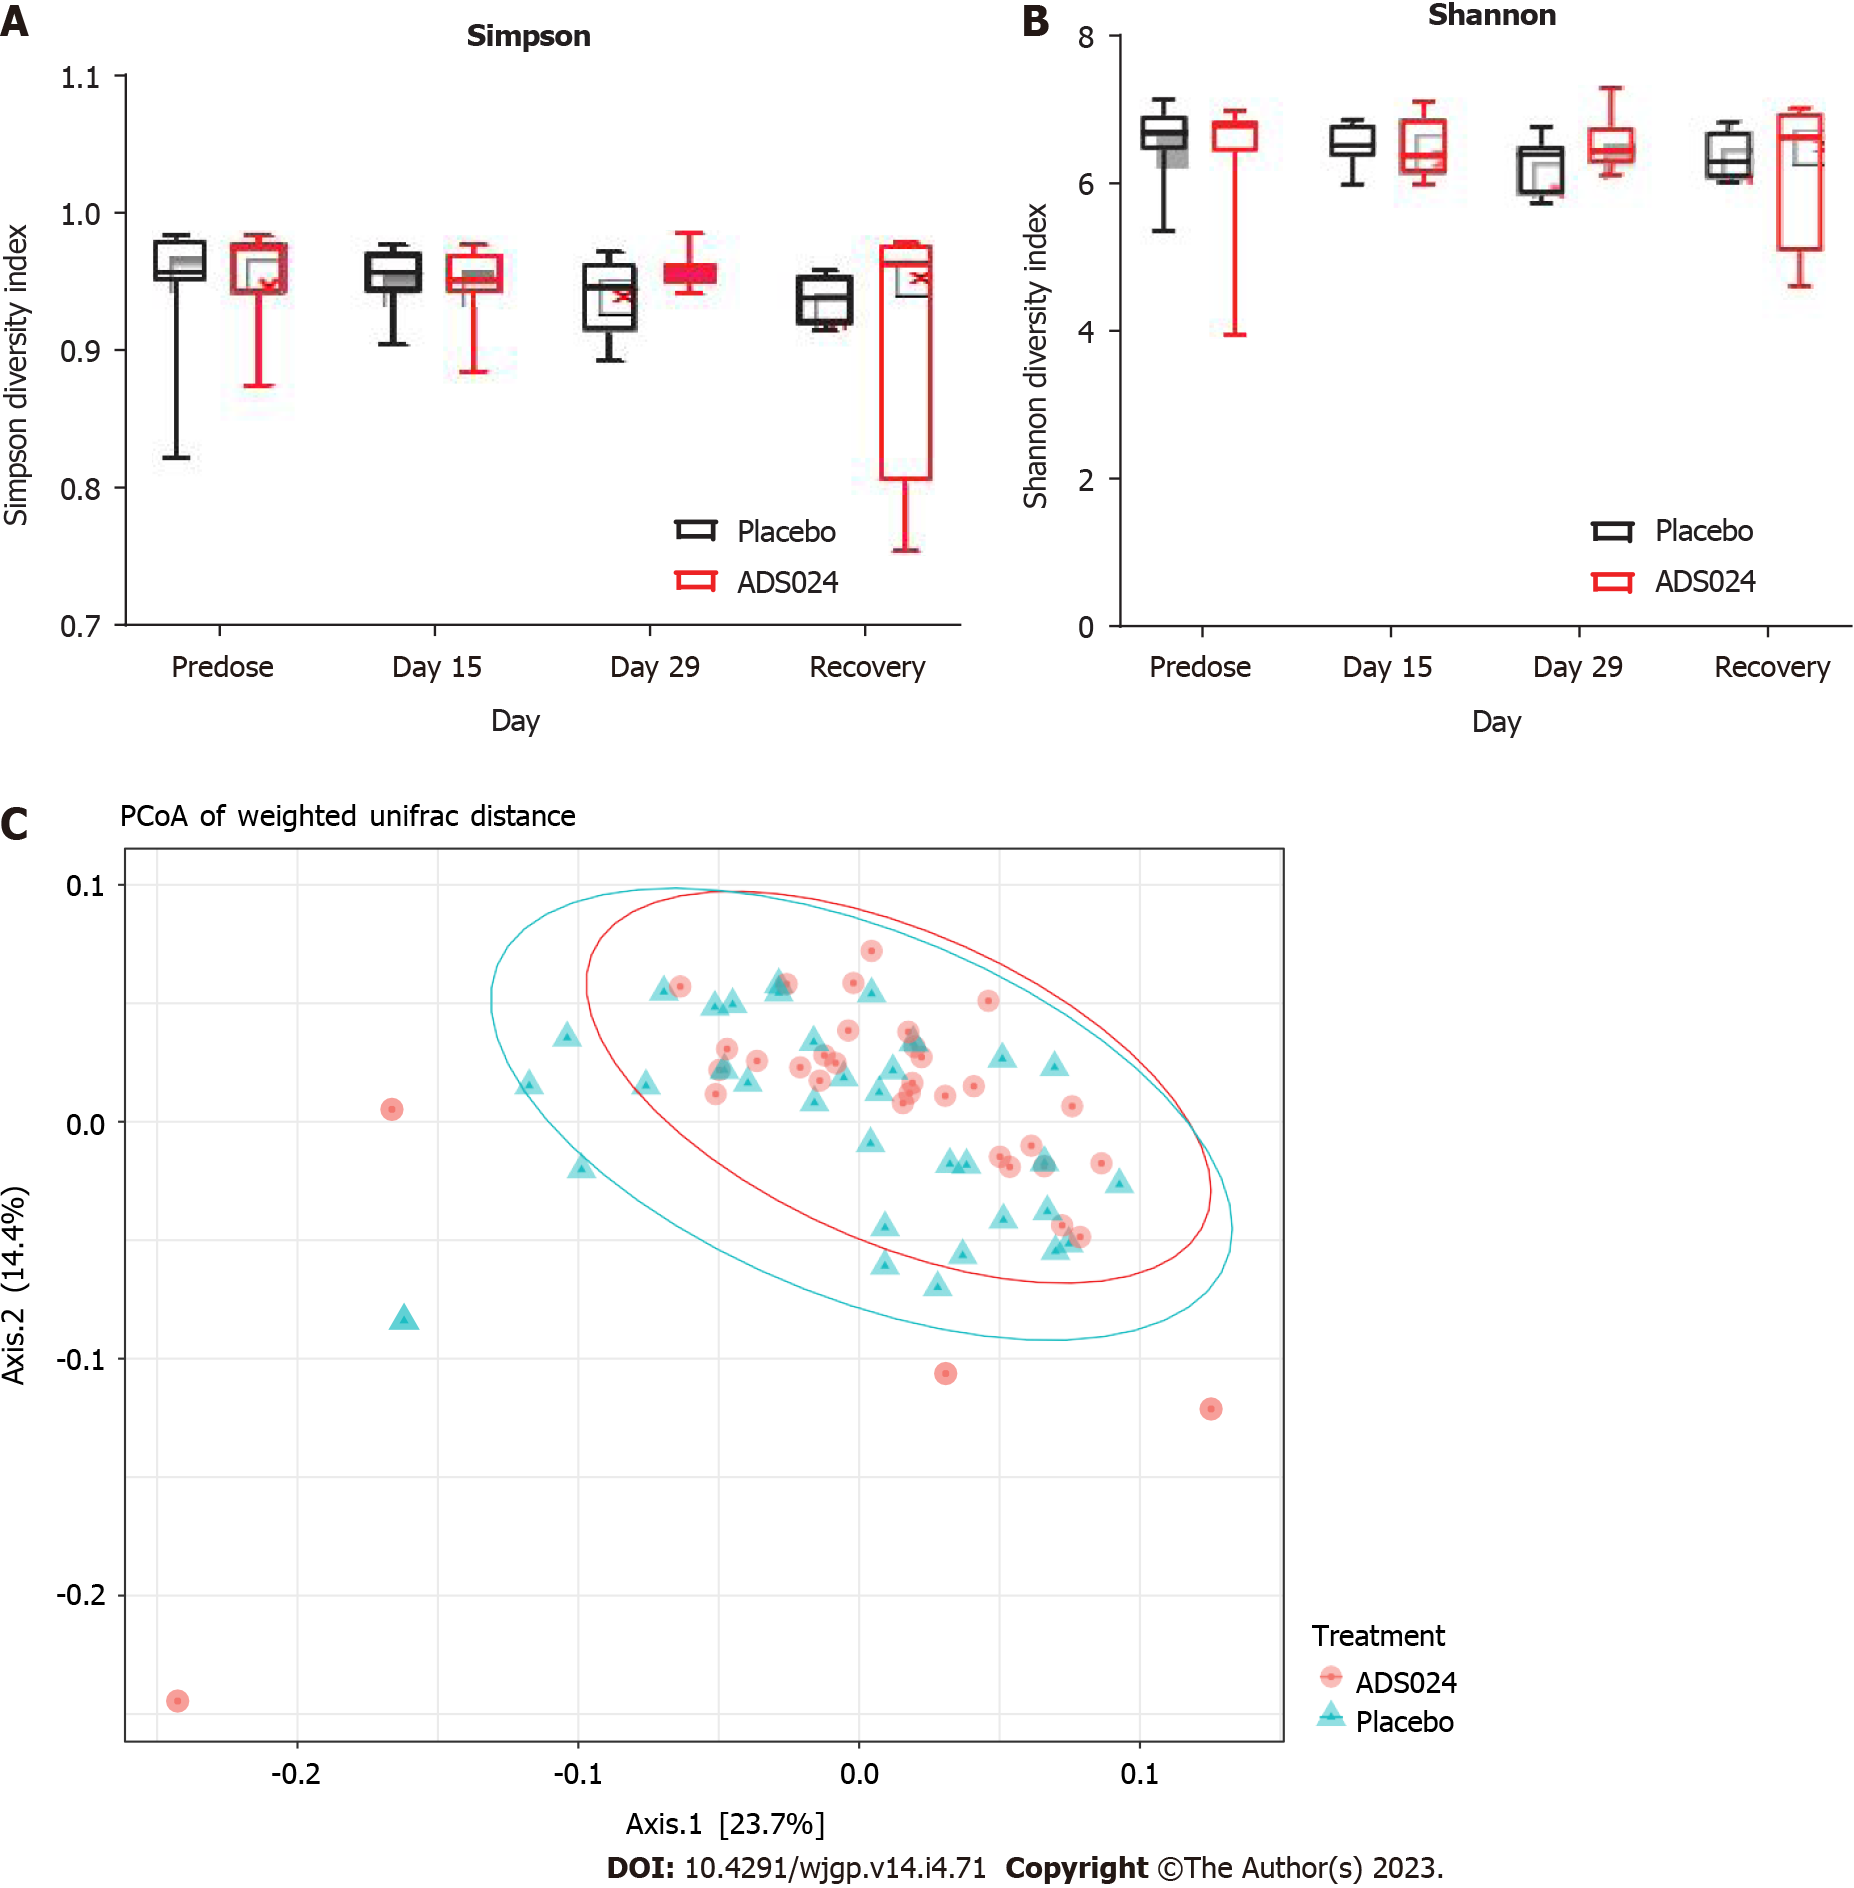 A
Simpson
1.1
1.0
0.9
0.8
0.7
Simpson diversity index
Placebo
ADS024
Predose Day 15 Day 29 Recovery
Day
B
Shannon
8
6
4
2
0
Shannon diversity index
Placebo
ADS024
Predose Day 15 Day 29 Recovery
Day
C
PCoA of weighted unifrac distance
0.1
0.0
-0.1
-0.2
Axis.2 (14.4%)
-0.2 -0.1 0.0 0.1
Axis.1 [23.7%]
Treatment
ADS024
Placebo
DOI: 10.4291/wjgp.v14.i4.71 Copyright ©The Author(s) 2023.